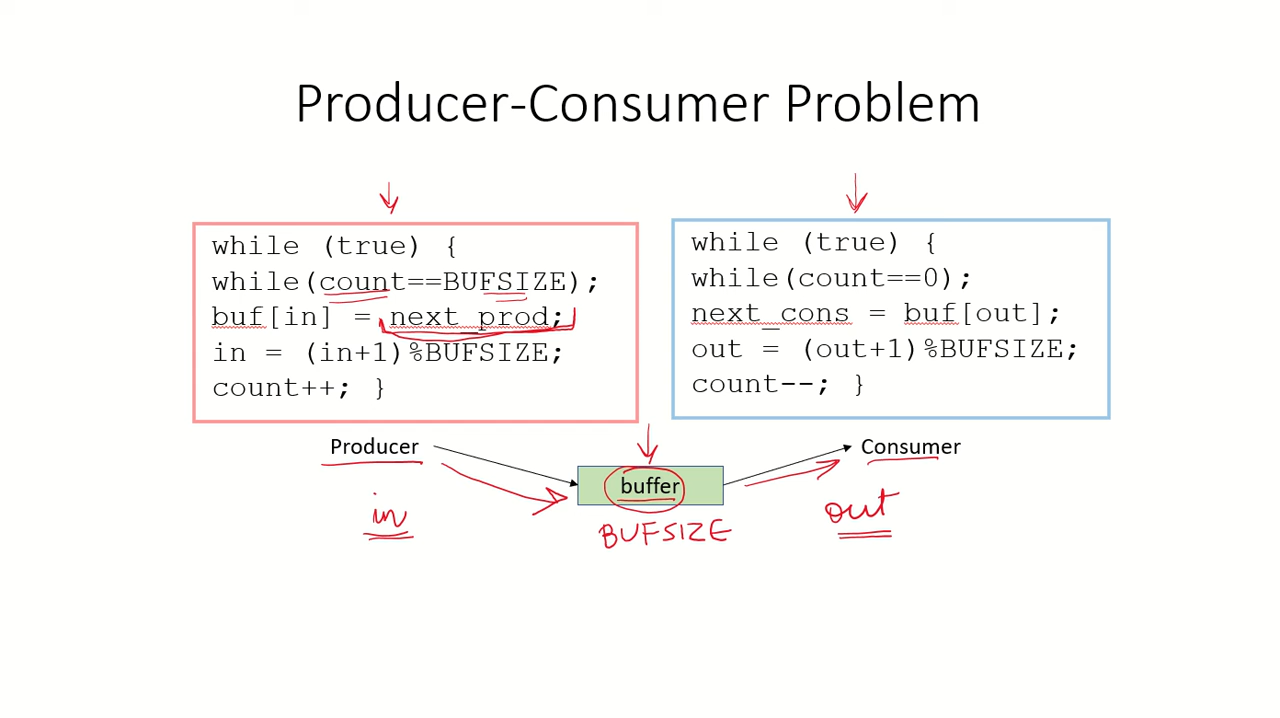 Producer-Consumer Problem
while (true) {
while(count==BUFSIZE);
buf[in] = next_prod;
in = (in+1)%BUFSIZE;
count++; }
while (true) {
while(count==0);
next_cons = buf[out];
out = (out+1)%BUFSIZE;
count--; }
Producer
Consumer
buffer
in
BUFSIZE
out